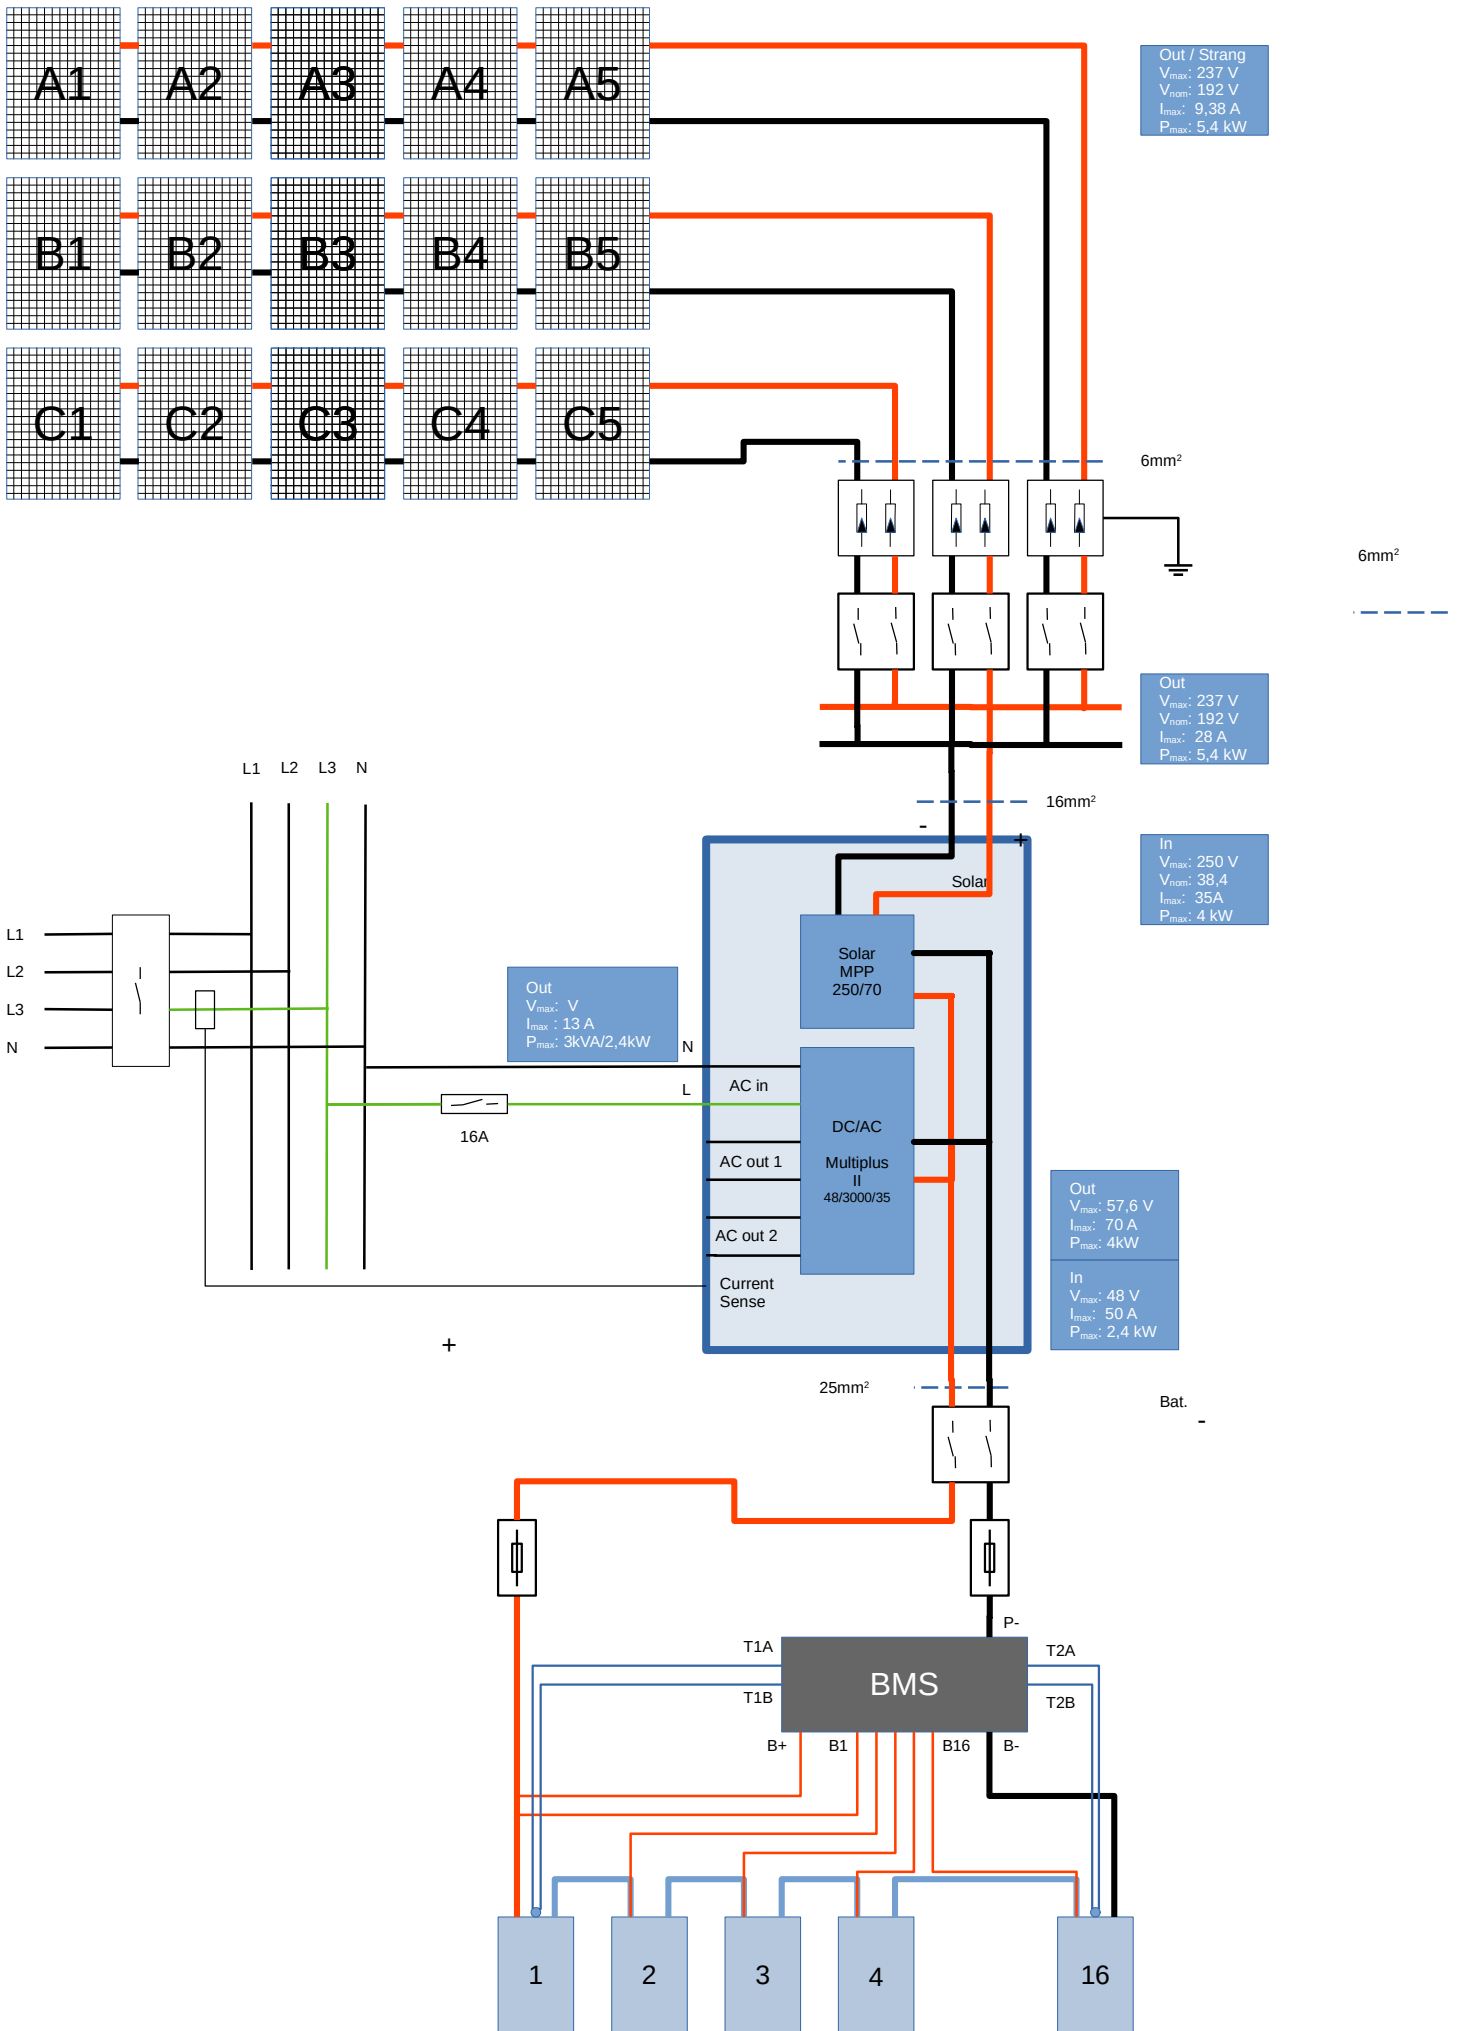 A1 A2 A3 A4 A5
Out / Strang
Vmax: 237 V
Vnom: 192 V
Imax: 9,38 A
Pmax: 5,4 kW
B1 B2 B3 B4 B5
C1 C2 C3 C4 C5
6mm²
6mm²
Out
Vmax: 237 V
Vnom: 192 V
Imax: 28 A
Pmax: 5,4 kW
L1 L2 L3 N
16mm²
-
+
In
Vmax: 250 V
Vnom: 38,4
Imax: 35A
Pmax: 4 kW
Solar
L1
L2
L3
N
Solar
MPP
250/70
Out
Vmax: V
Imax : 13 A
Pmax: 3kVA/2,4kW
N
L
AC in
16A
DC/AC
Multiplus
II
48/3000/35
AC out 1
AC out 2
Current
Sense
Out
Vmax: 57,6 V
Imax: 70 A
Pmax: 4kW
In
Vmax: 48 V
Imax: 50 A
Pmax: 2,4 kW
+
25mm²
Bat.
-
P-
T1A
T2A
BMS
T1B
T2B
B+ B1 B16 B-
1 2 3 4 16